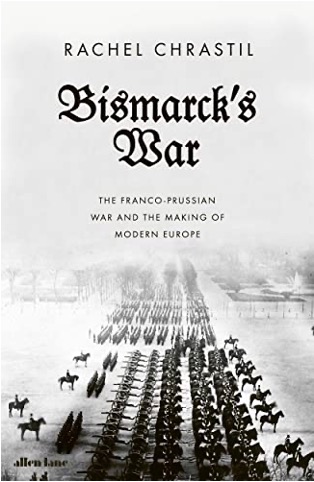 RACHEL CHRASTIL
Bismarck's
War
THE FRANCO-PRUSSIAN
WAR AND THE MAKING OF
MODERN EUROPE
allen lane